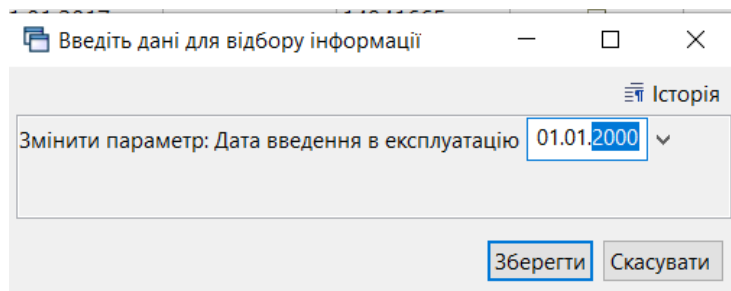 Введіть дані для відбору інформації
Історія
Змінити параметр: Дата введення в експлуатацію 01.01.2000
Зберегти Скасувати